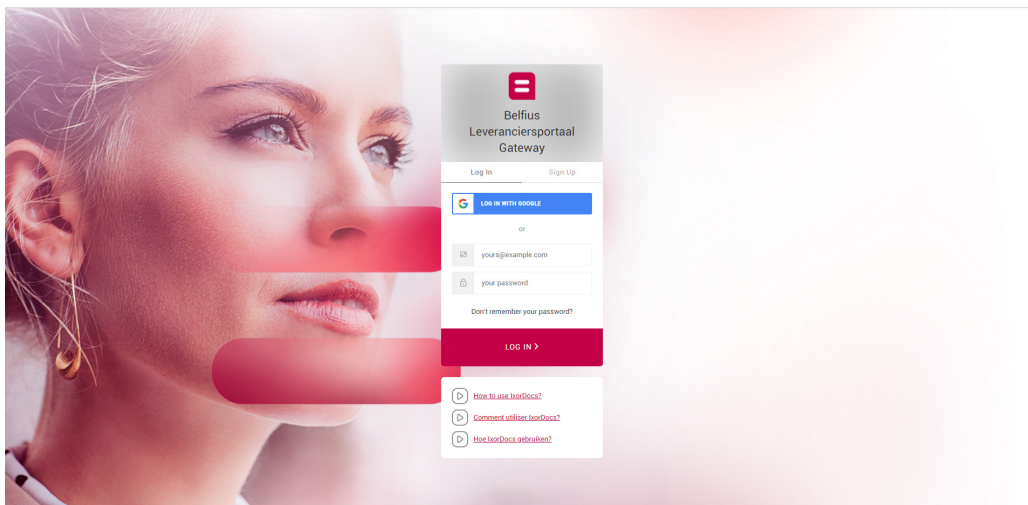 Belfius
Leveranciersportaal
Gateway
Log In
Sign Up
LOG IN WITH GOOGLE
or
yours@example.com
your password
Don't remember your password?
LOG IN >
How to use IxorDocs?
Comment utiliser IxorDocs?
Hoe IxorDocs gebruiken?